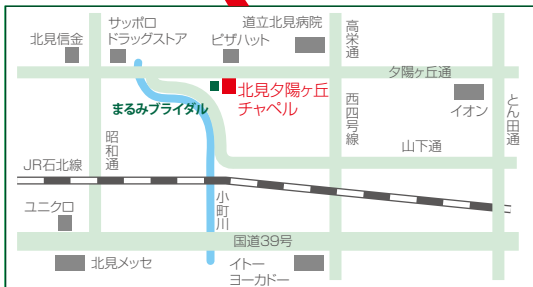 サッポロ
ドラッグストア
北見信金
ピザハット
道立北見病院
高栄通
夕陽ヶ丘通
北見夕陽ヶ丘
チャペル
まるみブライダル
イオン
とん田通
西四号線
昭和通
山下通
JR石北線
ユニクロ
小町川
国道39号
北見メッセ
イトー
ヨーカドー